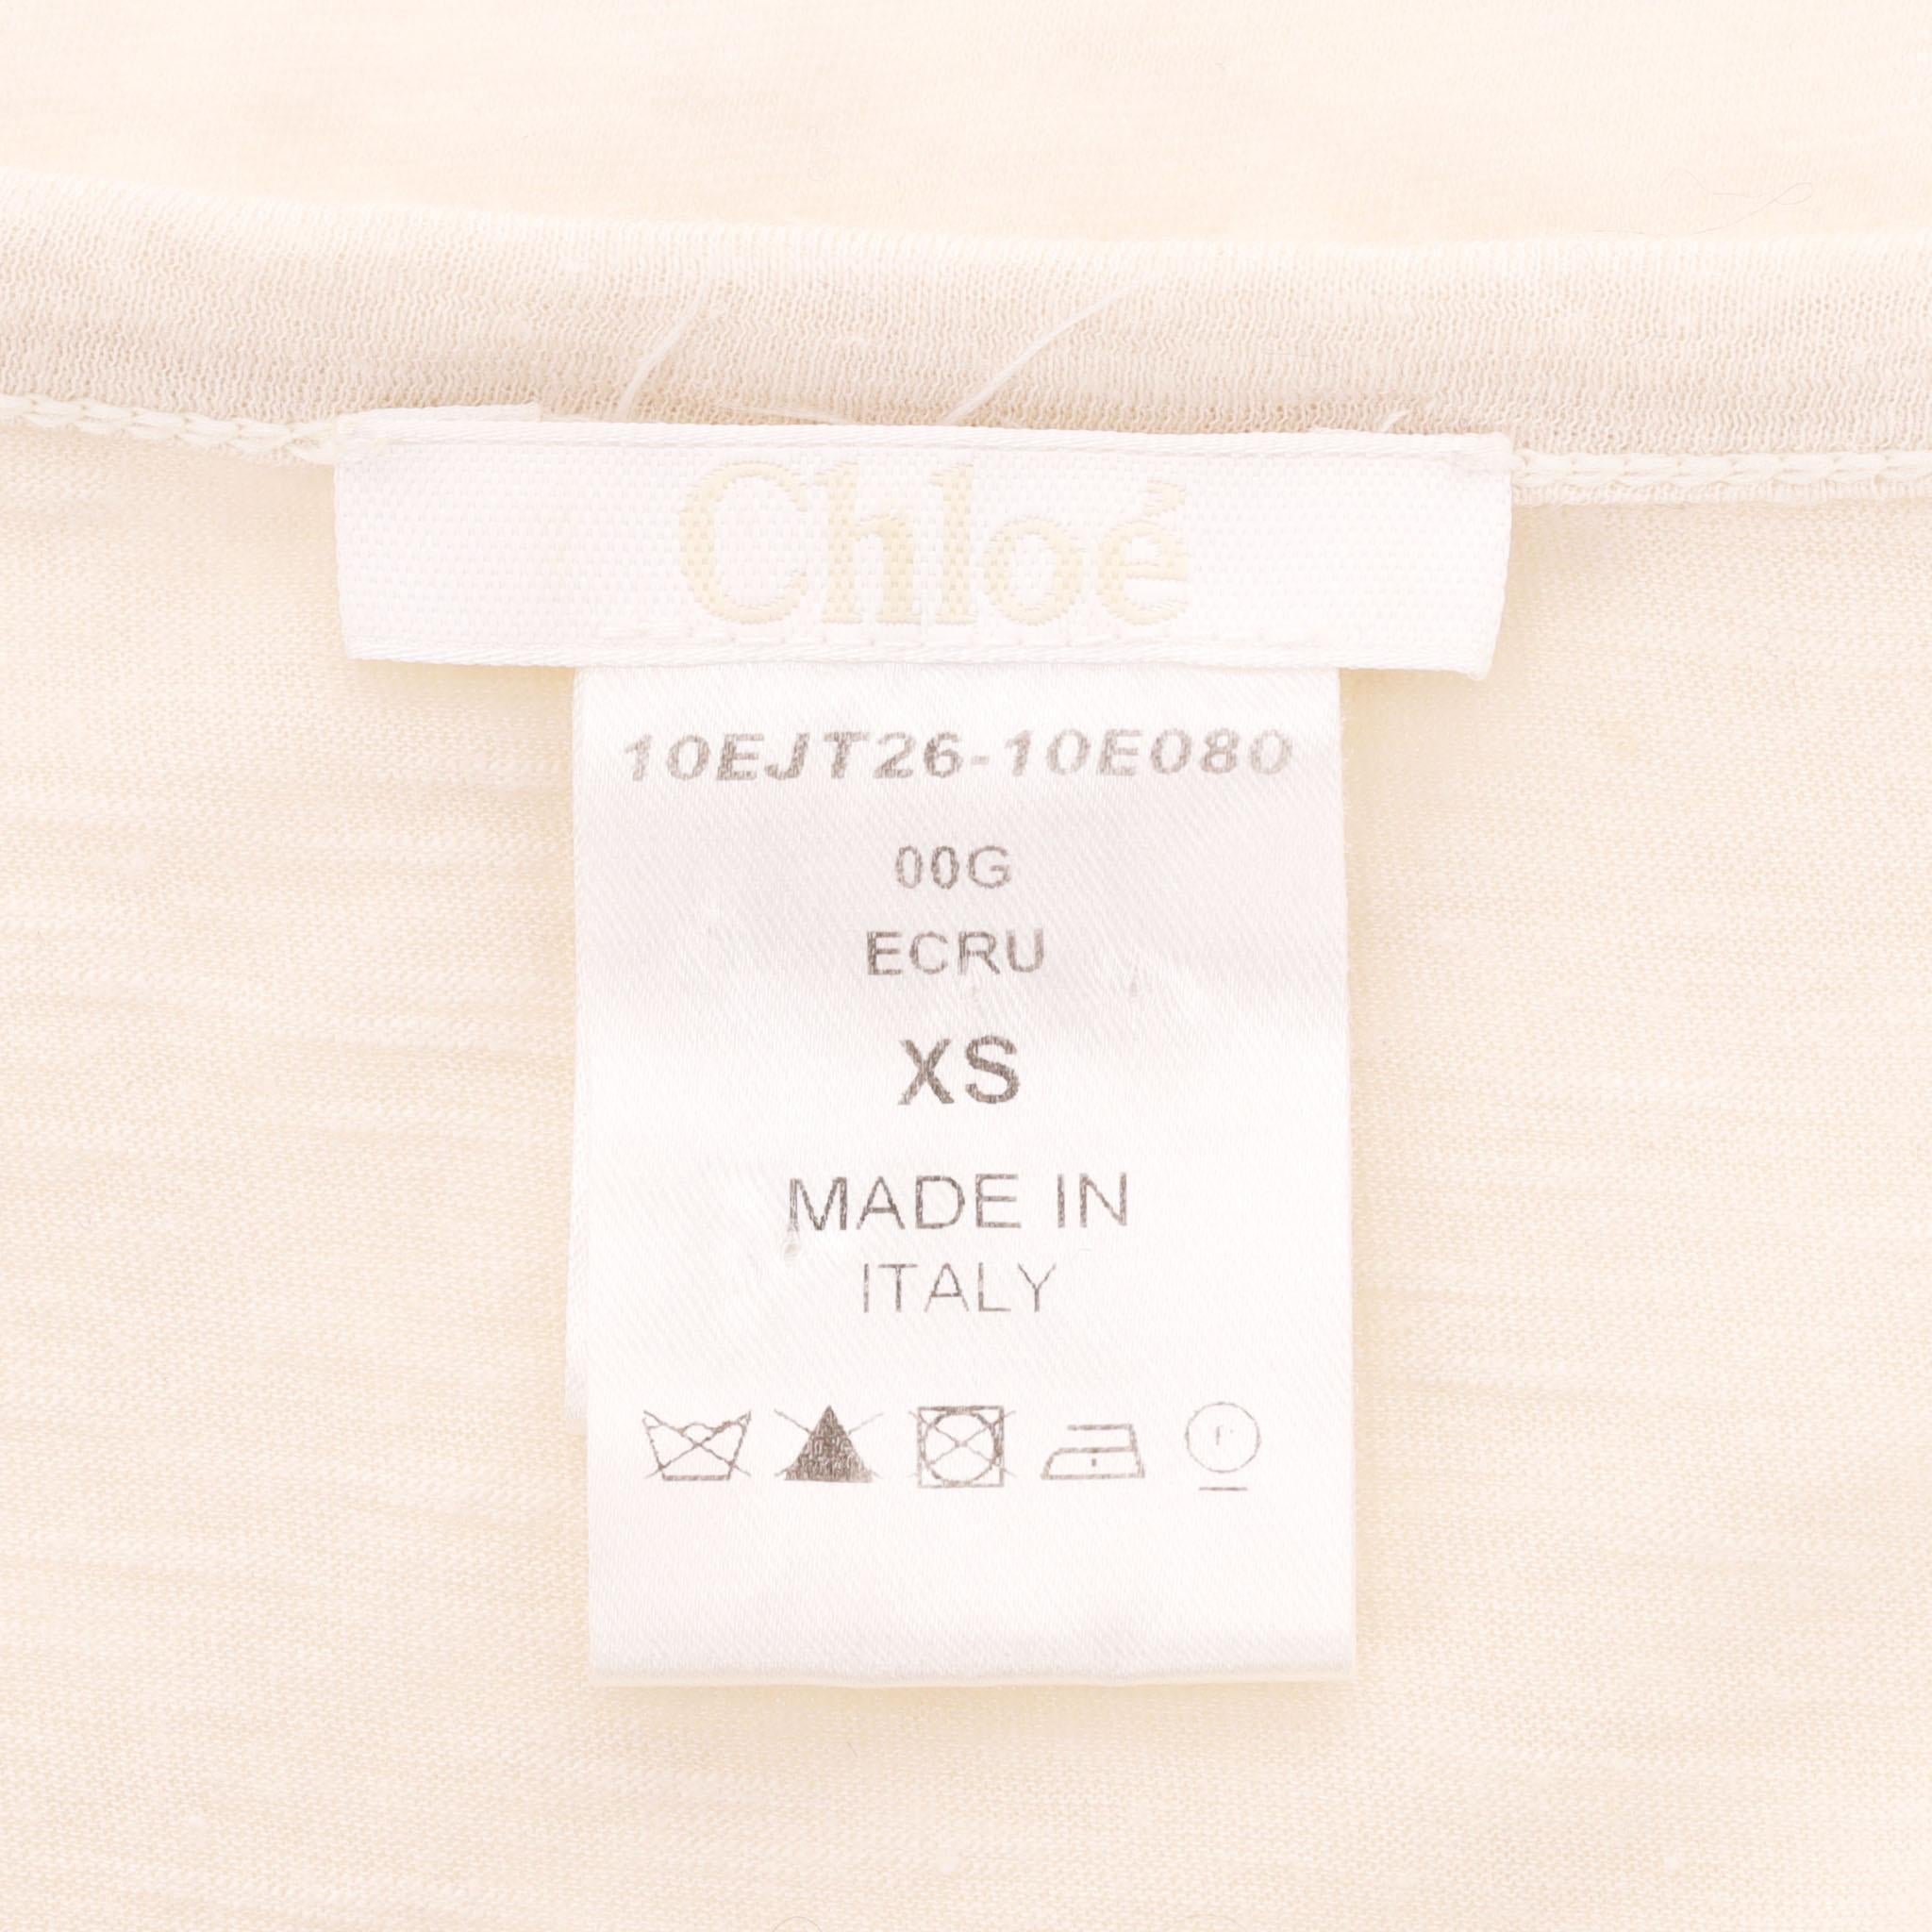 Chloé
10EJT26-10E080
00G
ECRU
XS
MADE IN
ITALY